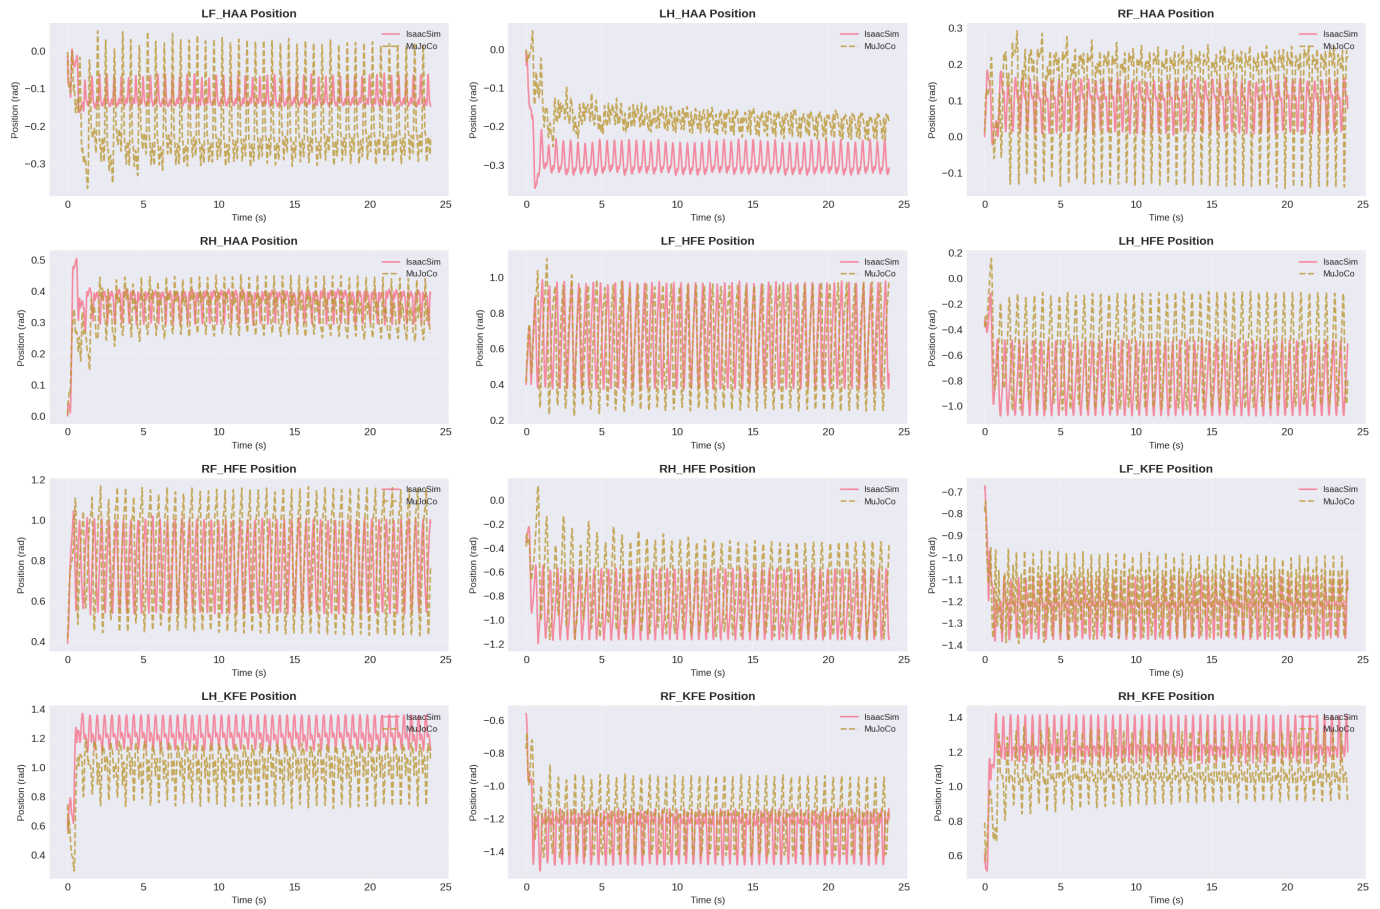 LF_HAA Position
IsaacSim
MuJoCo
0.0
−0.1
−0.2
−0.3
Position (rad)
0 5 10 15 20 25
Time (s)
LH_HAA Position
IsaacSim
MuJoCo
0.0
−0.1
−0.2
−0.3
Position (rad)
0 5 10 15 20 25
Time (s)
RF_HAA Position
IsaacSim
MuJoCo
0.3
0.2
0.1
0.0
−0.1
Position (rad)
0 5 10 15 20 25
Time (s)
RH_HAA Position
IsaacSim
MuJoCo
0.5
0.4
0.3
0.2
0.1
0.0
Position (rad)
0 5 10 15 20 25
Time (s)
LF_HFE Position
IsaacSim
MuJoCo
1.0
0.8
0.6
0.4
0.2
Position (rad)
0 5 10 15 20 25
Time (s)
LH_HFE Position
IsaacSim
MuJoCo
0.2
0.0
−0.2
−0.4
−0.6
−0.8
−1.0
Position (rad)
0 5 10 15 20 25
Time (s)
RF_HFE Position
IsaacSim
MuJoCo
1.2
1.0
0.8
0.6
0.4
Position (rad)
0 5 10 15 20 25
Time (s)
RH_HFE Position
IsaacSim
MuJoCo
0.0
−0.2
−0.4
−0.6
−0.8
−1.0
−1.2
Position (rad)
0 5 10 15 20 25
Time (s)
LF_KFE Position
IsaacSim
MuJoCo
−0.7
−0.8
−0.9
−1.0
−1.1
−1.2
−1.3
−1.4
Position (rad)
0 5 10 15 20 25
Time (s)
LH_KFE Position
IsaacSim
MuJoCo
1.4
1.2
1.0
0.8
0.6
0.4
Position (rad)
0 5 10 15 20 25
Time (s)
RF_KFE Position
IsaacSim
MuJoCo
−0.6
−0.8
−1.0
−1.2
−1.4
Position (rad)
0 5 10 15 20 25
Time (s)
RH_KFE Position
IsaacSim
MuJoCo
1.4
1.2
1.0
0.8
0.6
Position (rad)
0 5 10 15 20 25
Time (s)